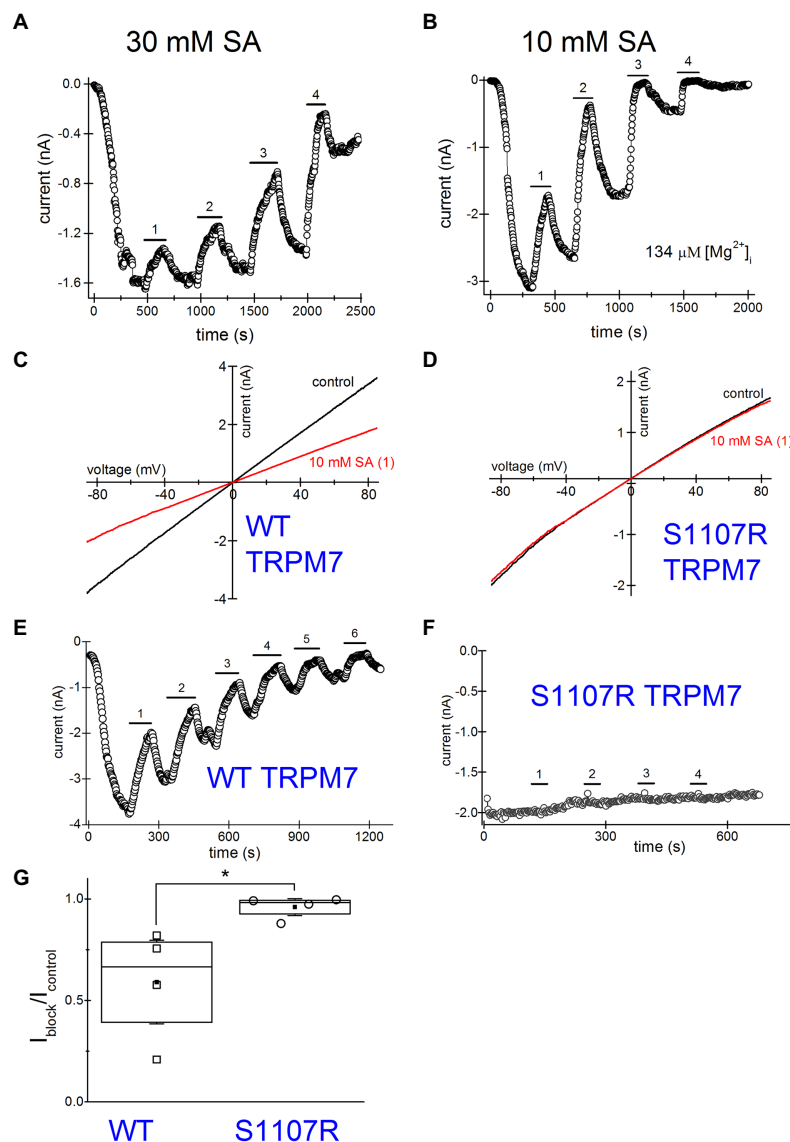 A
30 mM SA
B
10 mM SA
1
2
3
4
0.0
-0.4
-0.8
-1.2
-1.6
current (nA)
0
500
1000
1500
2000
2500
time (s)
1
2
3
4
0
-1
-2
-3
current (nA)
134 μM [Mg²⁺]ᵢ
0
500
1000
1500
2000
time (s)
C
4
2
-2
-4
current (nA)
control
10 mM SA (1)
voltage (mV)
-80
-40
0
40
80
WT
TRPM7
D
2
1
-1
-2
current (nA)
control
10 mM SA (1)
voltage (mV)
-80
-40
0
40
80
S1107R
TRPM7
E
1
2
3
4
5
6
0
-1
-2
-3
-4
current (nA)
WT TRPM7
0
300
600
900
1200
time (s)
F
0.0
-0.5
-1.0
-1.5
-2.0
current (nA)
S1107R TRPM7
1
2
3
4
0
300
600
time (s)
G
*
1.0
0.5
0.0
I_block/I_control
WT
S1107R